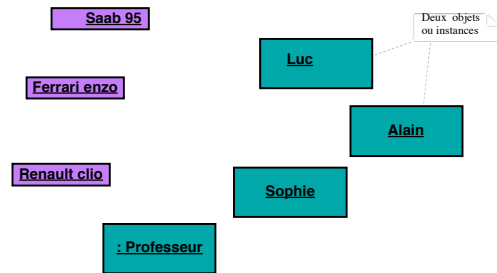 Saab 95
Deux objets
ou instances
Luc
Ferrari enzo
Alain
Renault clio
Sophie
: Professeur